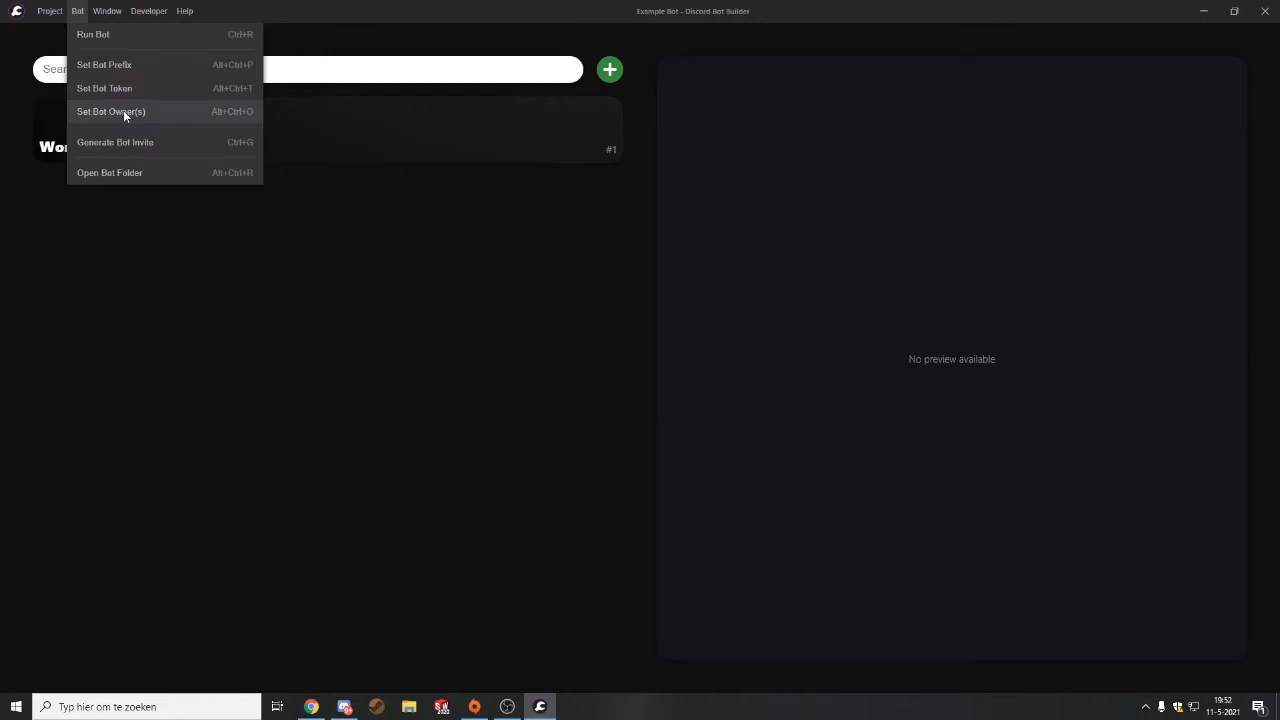 Project Bot Window Developer Help
Example Bot - Discord Bot Builder
Run Bot Ctrl+R
Set Bot Prefix Alt+Ctrl+P
Set Bot Token Alt+Ctrl+T
Set Bot Owner(s) Alt+Ctrl+O
Generate Bot Invite Ctrl+G
Open Bot Folder Alt+Ctrl+R
#1
No preview available
Typ hier om te zoeken
19:52
11-5-2021